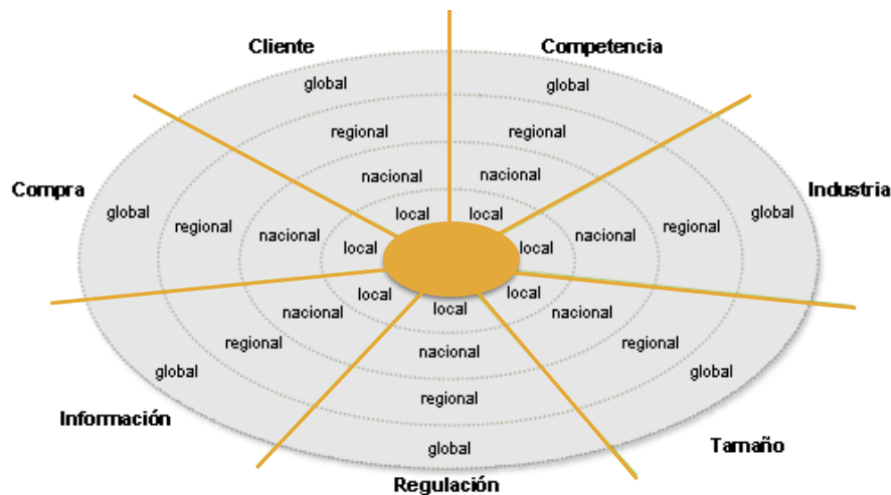 Cliente
Competencia
global
global
regional
regional
Compra
nacional
nacional
Industria
global
local
local
global
regional
regional
nacional
nacional
local
local
local
local
local
nacional
nacional
regional
nacional
regional
global
global
regional
Información
global
Tamaño
Regulación